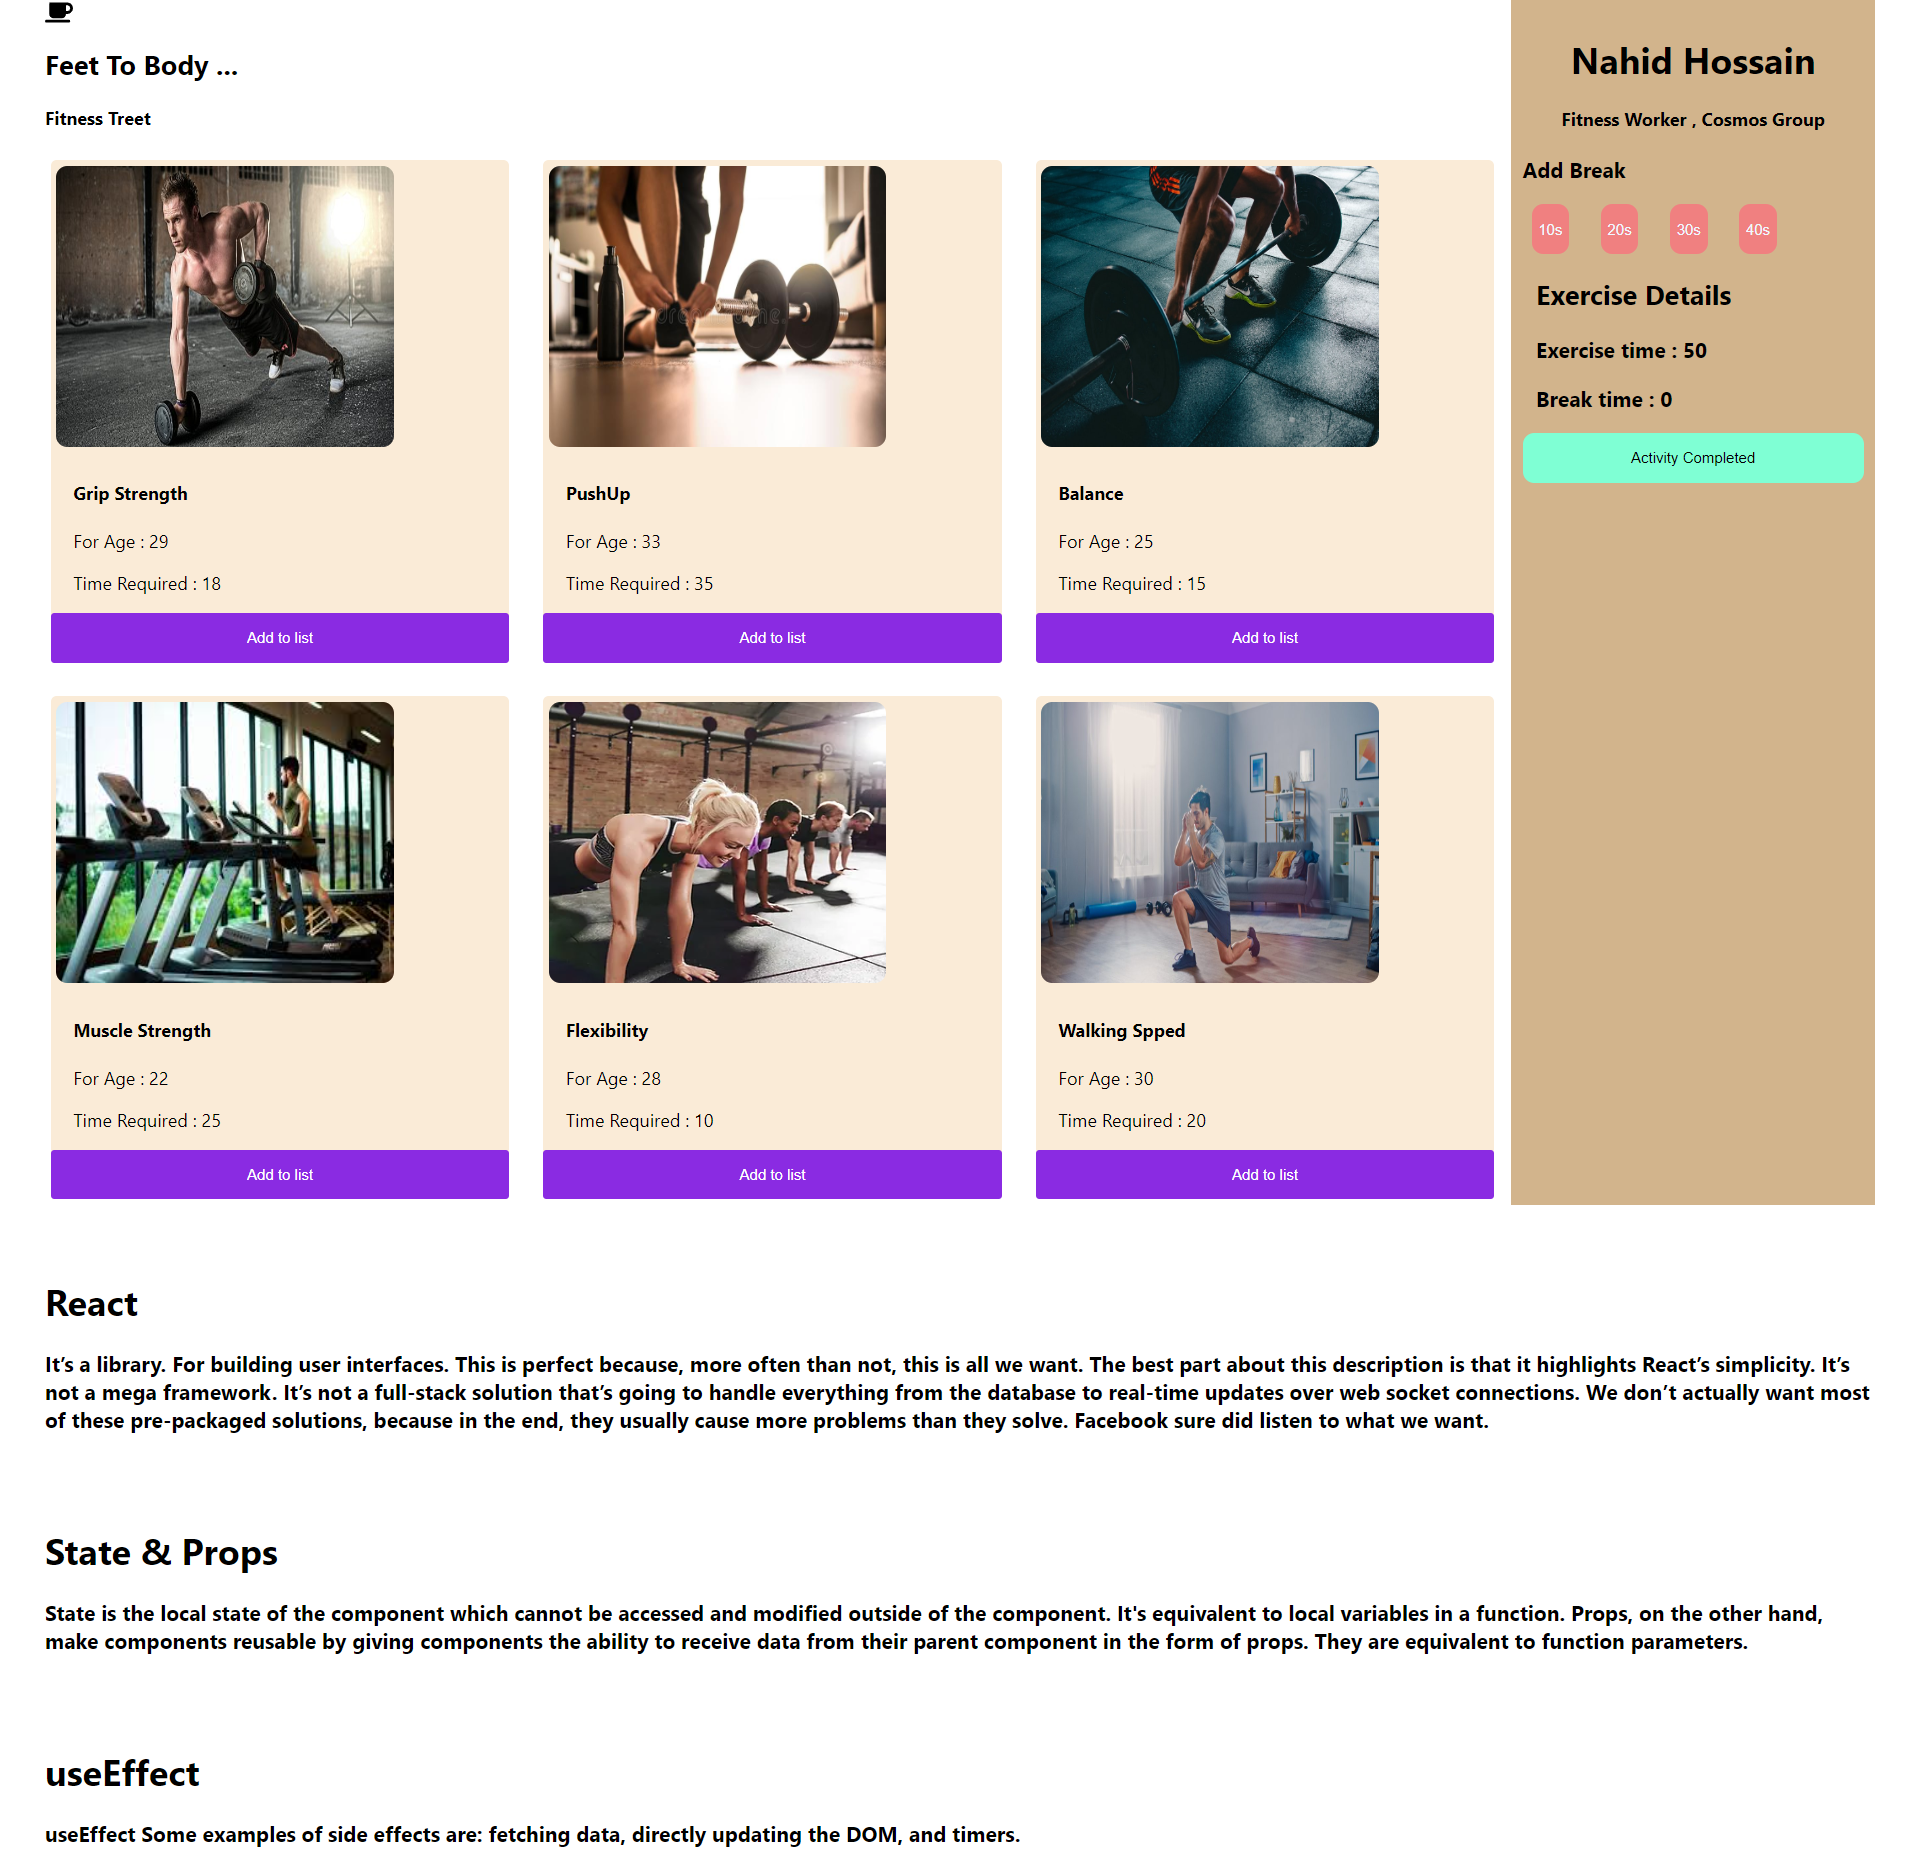 Feet To Body ...
Fitness Treet
Grip Strength
For Age : 29
Time Required : 18
Add to list
PushUp
For Age : 33
Time Required : 35
Add to list
Balance
For Age : 25
Time Required : 15
Add to list
Muscle Strength
For Age : 22
Time Required : 25
Add to list
Flexibility
For Age : 28
Time Required : 10
Add to list
Walking Spped
For Age : 30
Time Required : 20
Add to list
Nahid Hossain
Fitness Worker , Cosmos Group
Add Break
10s 20s 30s 40s
Exercise Details
Exercise time : 50
Break time : 0
Activity Completed
React
It’s a library. For building user interfaces. This is perfect because, more often than not, this is all we want. The best part about this description is that it highlights React’s simplicity. It’s
not a mega framework. It’s not a full-stack solution that’s going to handle everything from the database to real-time updates over web socket connections. We don’t actually want most
of these pre-packaged solutions, because in the end, they usually cause more problems than they solve. Facebook sure did listen to what we want.
State & Props
State is the local state of the component which cannot be accessed and modified outside of the component. It's equivalent to local variables in a function. Props, on the other hand,
make components reusable by giving components the ability to receive data from their parent component in the form of props. They are equivalent to function parameters.
useEffect
useEffect Some examples of side effects are: fetching data, directly updating the DOM, and timers.